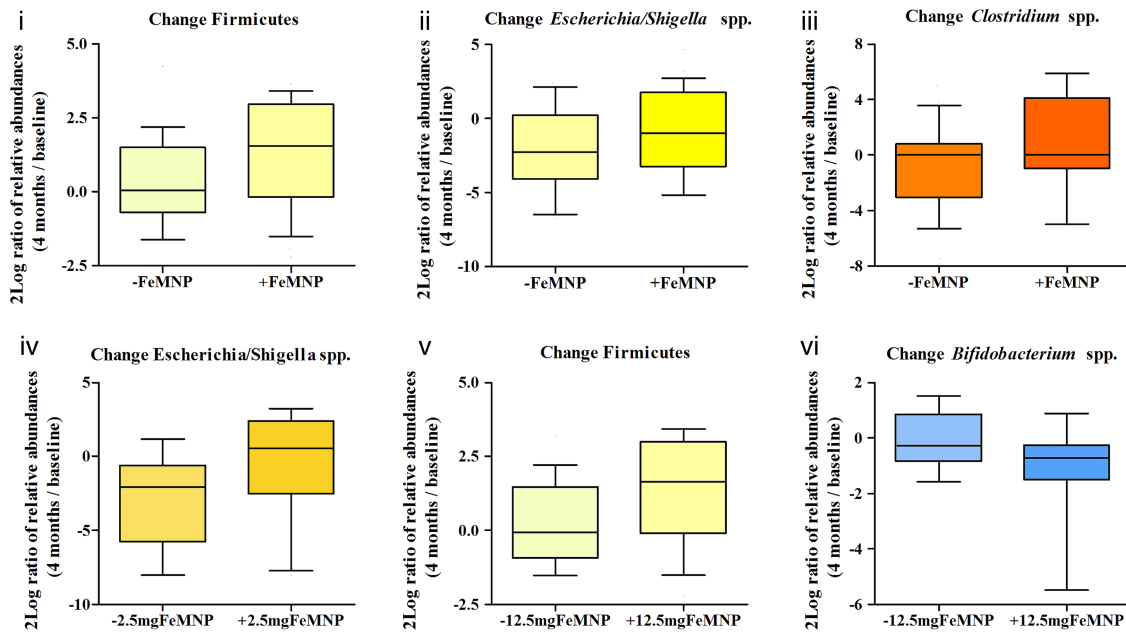 i
Change Firmicutes
2Log ratio of relative abundances
(4 months / baseline)
5.0
2.5
0.0
-2.5
-FeMNP
+FeMNP
ii
Change Escherichia/Shigella spp.
2Log ratio of relative abundances
(4 months / baseline)
5
0
-5
-10
-FeMNP
+FeMNP
iii
Change Clostridium spp.
2Log ratio of relative abundances
(4 months / baseline)
8
4
0
-4
-8
-FeMNP
+FeMNP
iv
Change Escherichia/Shigella spp.
2Log ratio of relative abundances
(4 months / baseline)
5
0
-5
-10
-2.5mgFeMNP
+2.5mgFeMNP
v
Change Firmicutes
2Log ratio of relative abundances
(4 months / baseline)
5.0
2.5
0.0
-2.5
-12.5mgFeMNP
+12.5mgFeMNP
vi
Change Bifidobacterium spp.
2Log ratio of relative abundances
(4 months / baseline)
2
0
-2
-4
-6
-12.5mgFeMNP
+12.5mgFeMNP